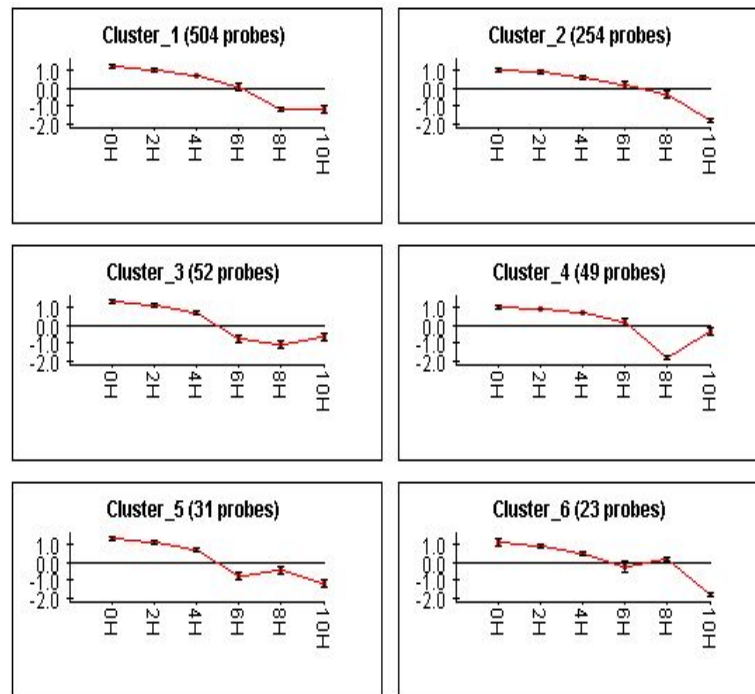 Cluster_1 (504 probes)
1.0
0.0
-1.0
-2.0
0H 2H 4H 6H 8H 10H
Cluster_2 (254 probes)
1.0
0.0
-1.0
-2.0
0H 2H 4H 6H 8H 10H
Cluster_3 (52 probes)
1.0
0.0
-1.0
-2.0
0H 2H 4H 6H 8H 10H
Cluster_4 (49 probes)
1.0
0.0
-1.0
-2.0
0H 2H 4H 6H 8H 10H
Cluster_5 (31 probes)
1.0
0.0
-1.0
-2.0
0H 2H 4H 6H 8H 10H
Cluster_6 (23 probes)
1.0
0.0
-1.0
-2.0
0H 2H 4H 6H 8H 10H